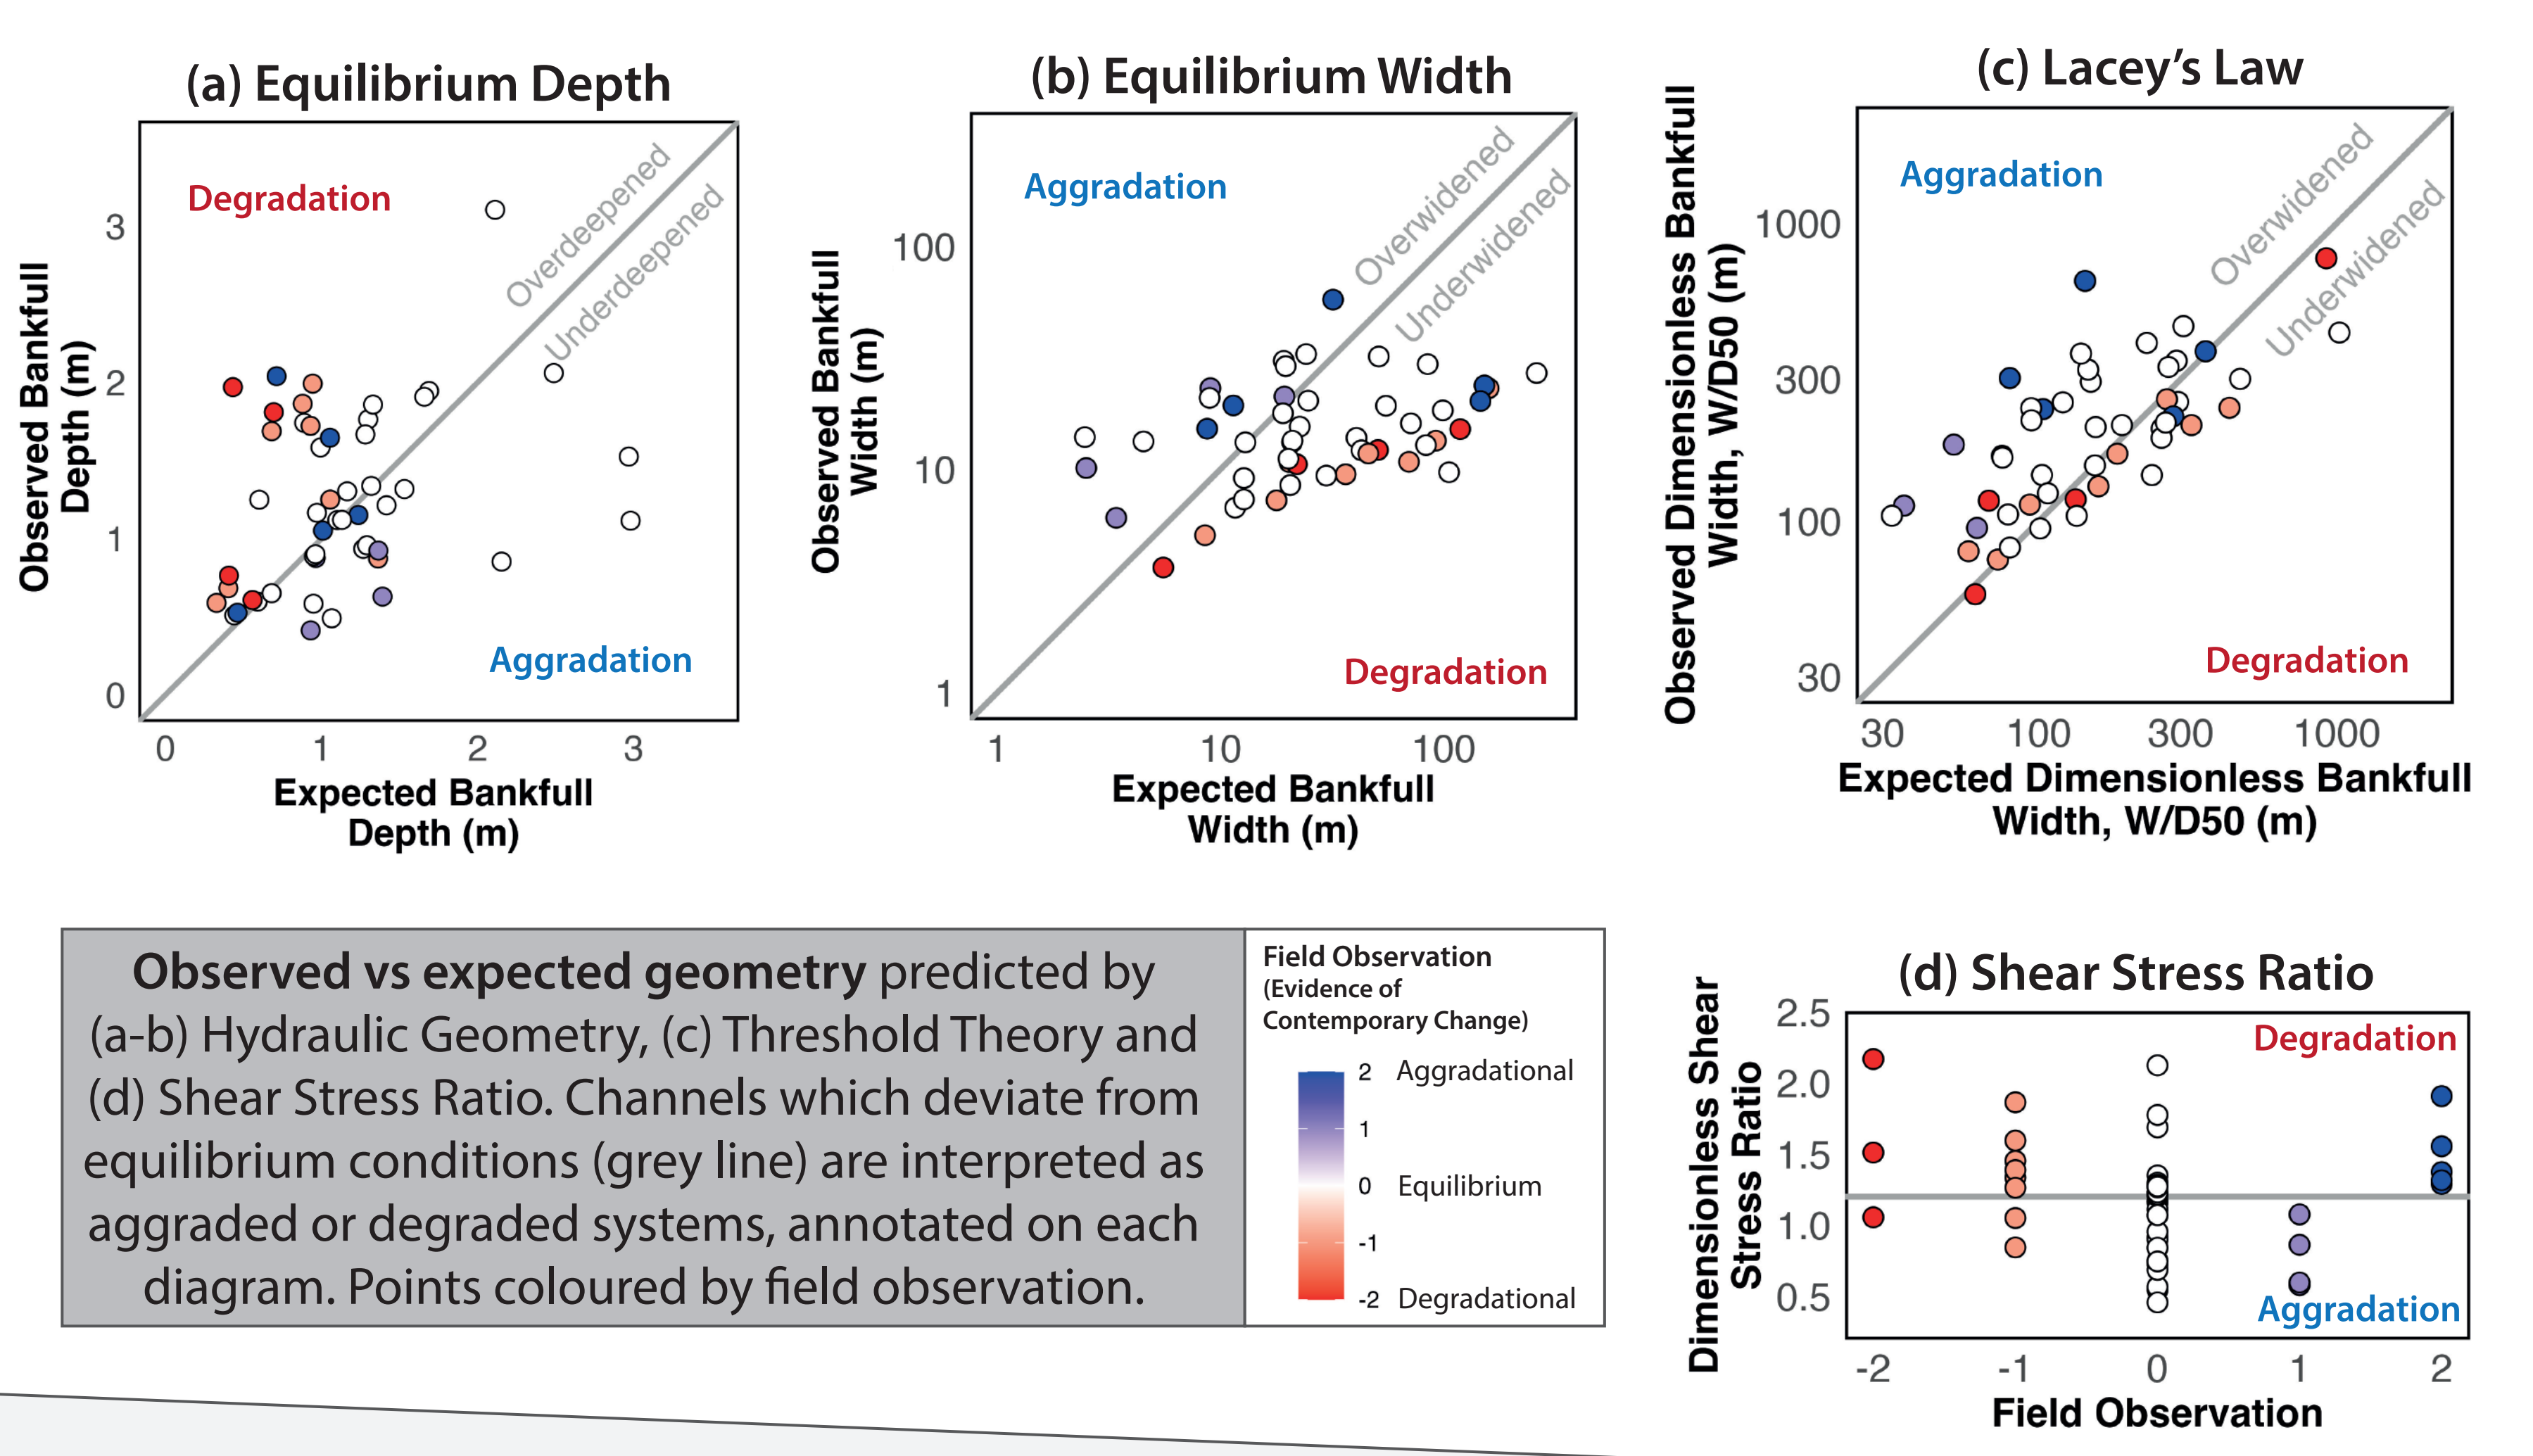 (a) Equilibrium Depth
Observed Bankfull
Depth (m)
3
2
1
0
Degradation
Overdeepened
Underdeepened
Aggradation
0 1 2 3
Expected Bankfull
Depth (m)
(b) Equilibrium Width
Observed Bankfull
Width (m)
100
10
1
Aggradation
Overwidened
Underwidened
Degradation
1 10 100
Expected Bankfull
Width (m)
(c) Lacey’s Law
Observed Dimensionless Bankfull
Width, W/D50 (m)
1000
300
100
30
Aggradation
Overwidened
Underwidened
Degradation
30 100 300 1000
Expected Dimensionless Bankfull
Width, W/D50 (m)
Observed vs expected geometry predicted by
(a-b) Hydraulic Geometry, (c) Threshold Theory and
(d) Shear Stress Ratio. Channels which deviate from
equilibrium conditions (grey line) are interpreted as
aggraded or degraded systems, annotated on each
diagram. Points coloured by field observation.
Field Observation
(Evidence of
Contemporary Change)
2 Aggradational
1
0 Equilibrium
-1
-2 Degradational
(d) Shear Stress Ratio
Dimensionless Shear
Stress Ratio
2.5
2.0
1.5
1.0
0.5
Degradation
Aggradation
-2 -1 0 1 2
Field Observation